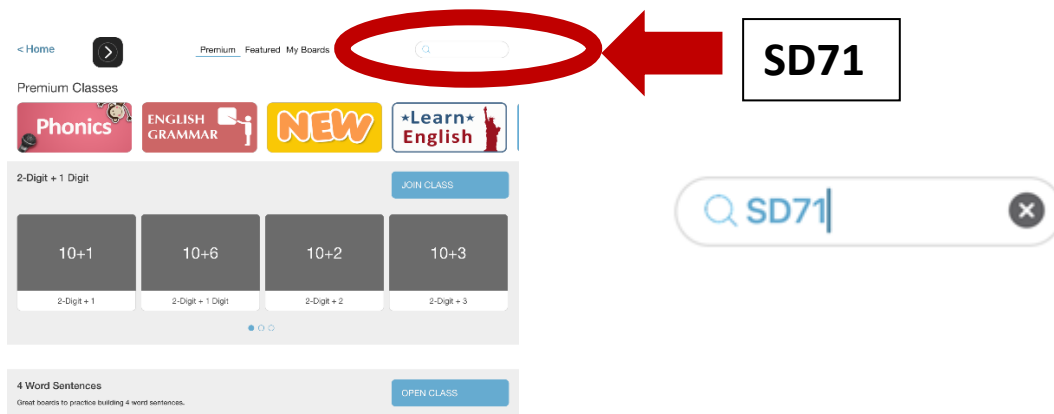 < Home
Premium Featured My Boards
SD71
Premium Classes
Phonics
ENGLISH
GRAMMAR
NEW
*Learn*
English
SD71
2-Digit + 1 Digit
JOIN CLASS
10+1 10+6 10+2 10+3
2-Digit + 1 2-Digit + 1 Digit 2-Digit + 2 2-Digit + 3
4 Word Sentences
Great boards to practice building 4 word sentences.
OPEN CLASS